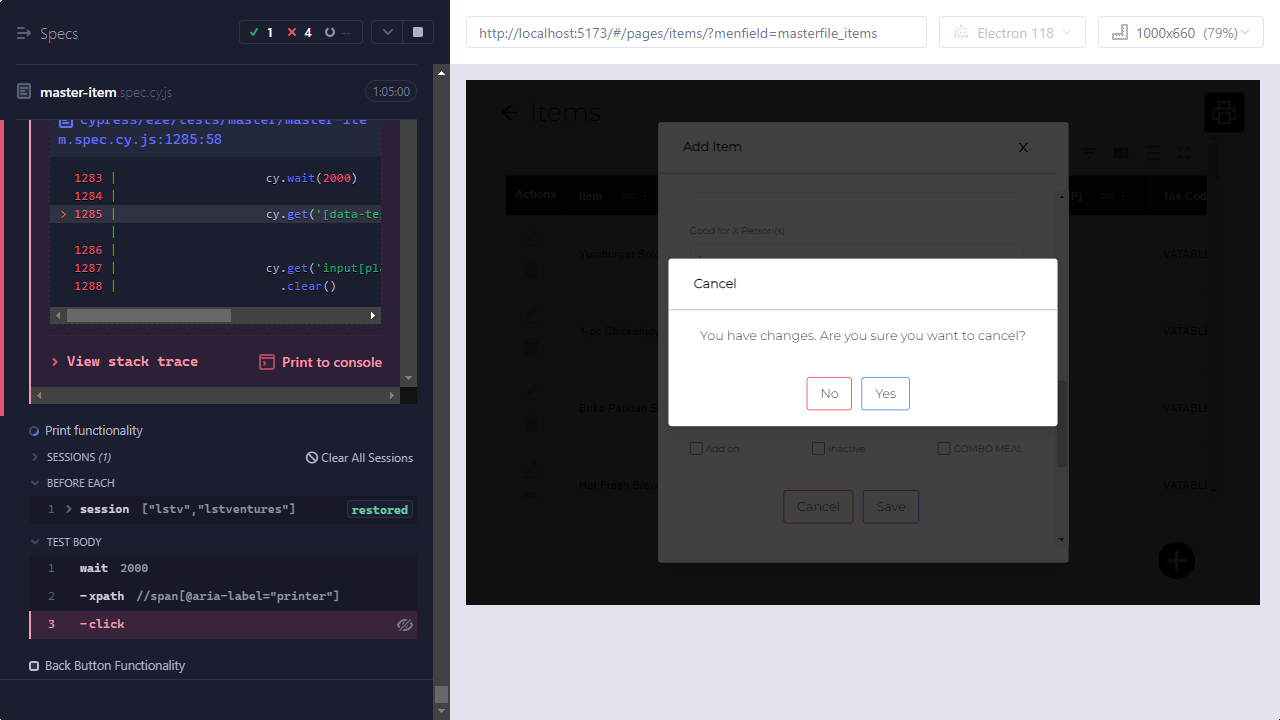 Specs
1
4
--
http://localhost:5173/#/pages/items/?menfield=masterfile_items
Electron 118
1000x660 (79%)
master-item.spec.cy.js
1:05:00
cypress/e2e/tests/master/master-ite
m.spec.cy.js:1285:58
1283 | cy.wait(2000)
1284 |
> 1285 | cy.get('[data-te
|
1286 |
1287 | cy.get('input[pla
1288 | .clear()
View stack trace
Print to console
Print functionality
SESSIONS (1)
Clear All Sessions
BEFORE EACH
1 session ["lstv","lstventures"]
restored
TEST BODY
1 wait 2000
2 -xpath //span[@aria-label="printer"]
3 -click
Back Button Functionality
Items
Add Item
X
Actions
Item
Tax Code
Good for X Person(s)
Yumburger Solo
VATABLE
1-pc Chickenjoy
VATABLE
Buko Pandan S
VATABLE
Hot Fresh Brew
VATABLE
Cancel
You have changes. Are you sure you want to cancel?
No
Yes
Add on
Inactive
COMBO MEAL
Cancel
Save